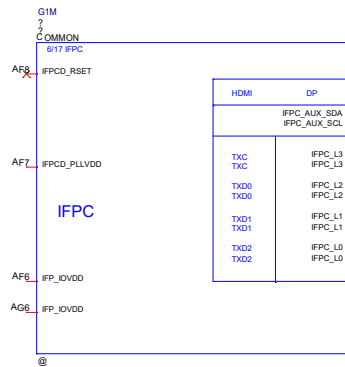 G1M
?
?
COMMON
6/17 IFPC
AF8 IFPCD_RSET
HDMI DP
IFPC_AUX_SDA
IFPC_AUX_SCL
TXC IFPC_L3
TXC IFPC_L3
AF7 IFPCD_PLLVDD
TXD0 IFPC_L2
TXD0 IFPC_L2
IFPC
TXD1 IFPC_L1
TXD1 IFPC_L1
TXD2 IFPC_L0
TXD2 IFPC_L0
AF6 IFP_IOVDD
AG6 IFP_IOVDD
@